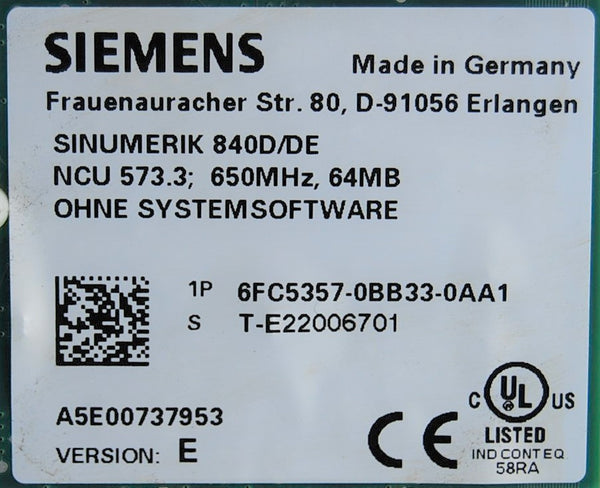 SIEMENS
Made in Germany
Frauenauracher Str. 80, D-91056 Erlangen
SINUMERIK 840D/DE
NCU 573.3; 650MHz, 64MB
OHNE SYSTEMSOFTWARE
1P 6FC5357-0BB33-0AA1
S T-E22006701
A5E00737953
VERSION: E
CE
C UL US
LISTED
IND CONT EQ
58RA